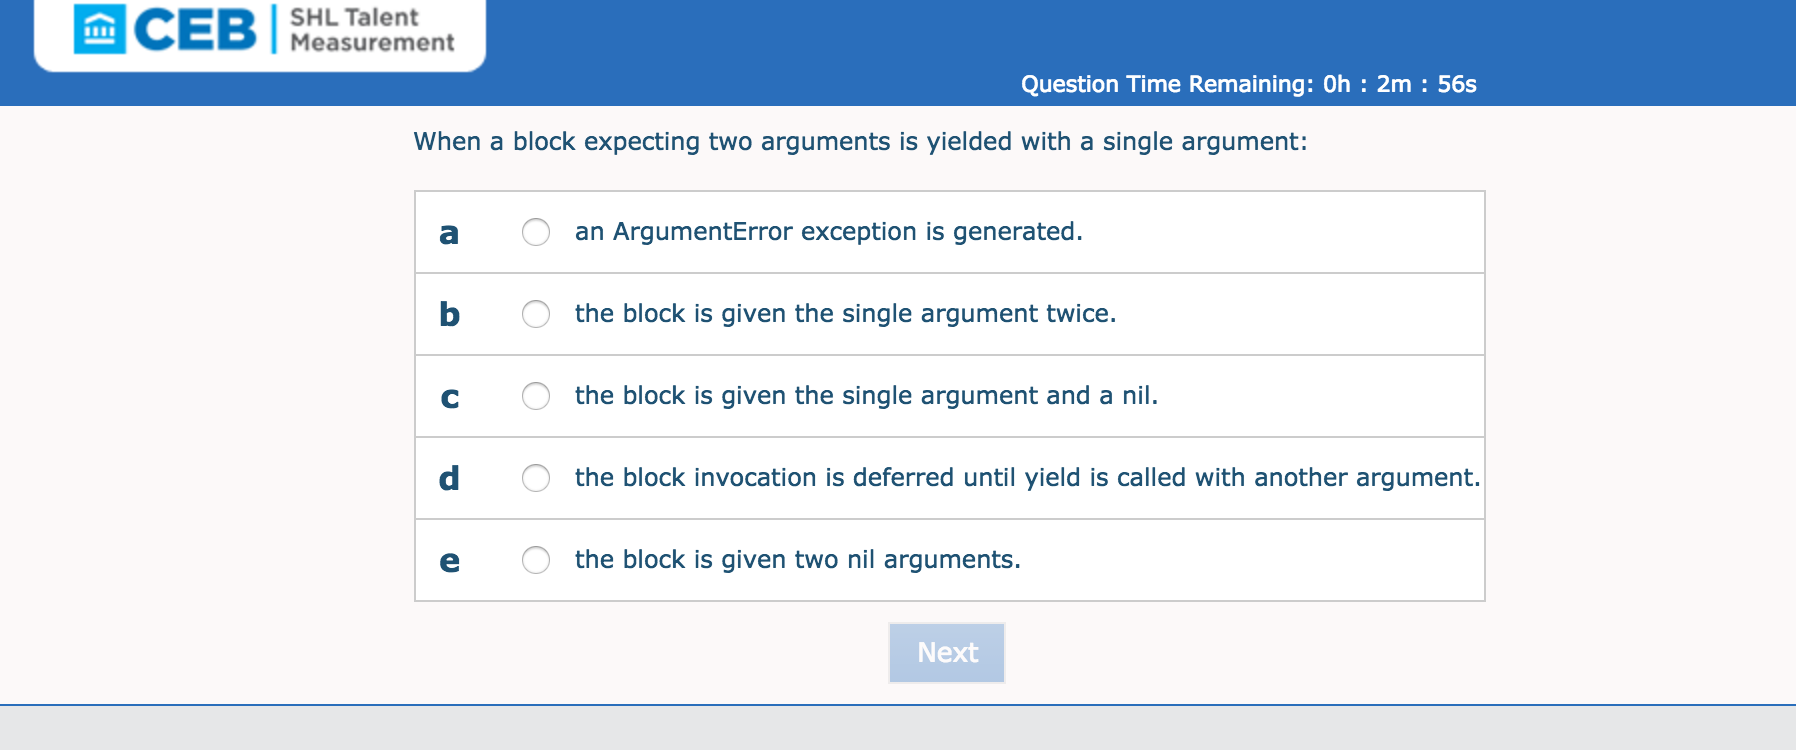 CEB SHL Talent
Measurement
Question Time Remaining: 0h : 2m : 56s
When a block expecting two arguments is yielded with a single argument:
a an ArgumentError exception is generated.
b the block is given the single argument twice.
c the block is given the single argument and a nil.
d the block invocation is deferred until yield is called with another argument.
e the block is given two nil arguments.
Next